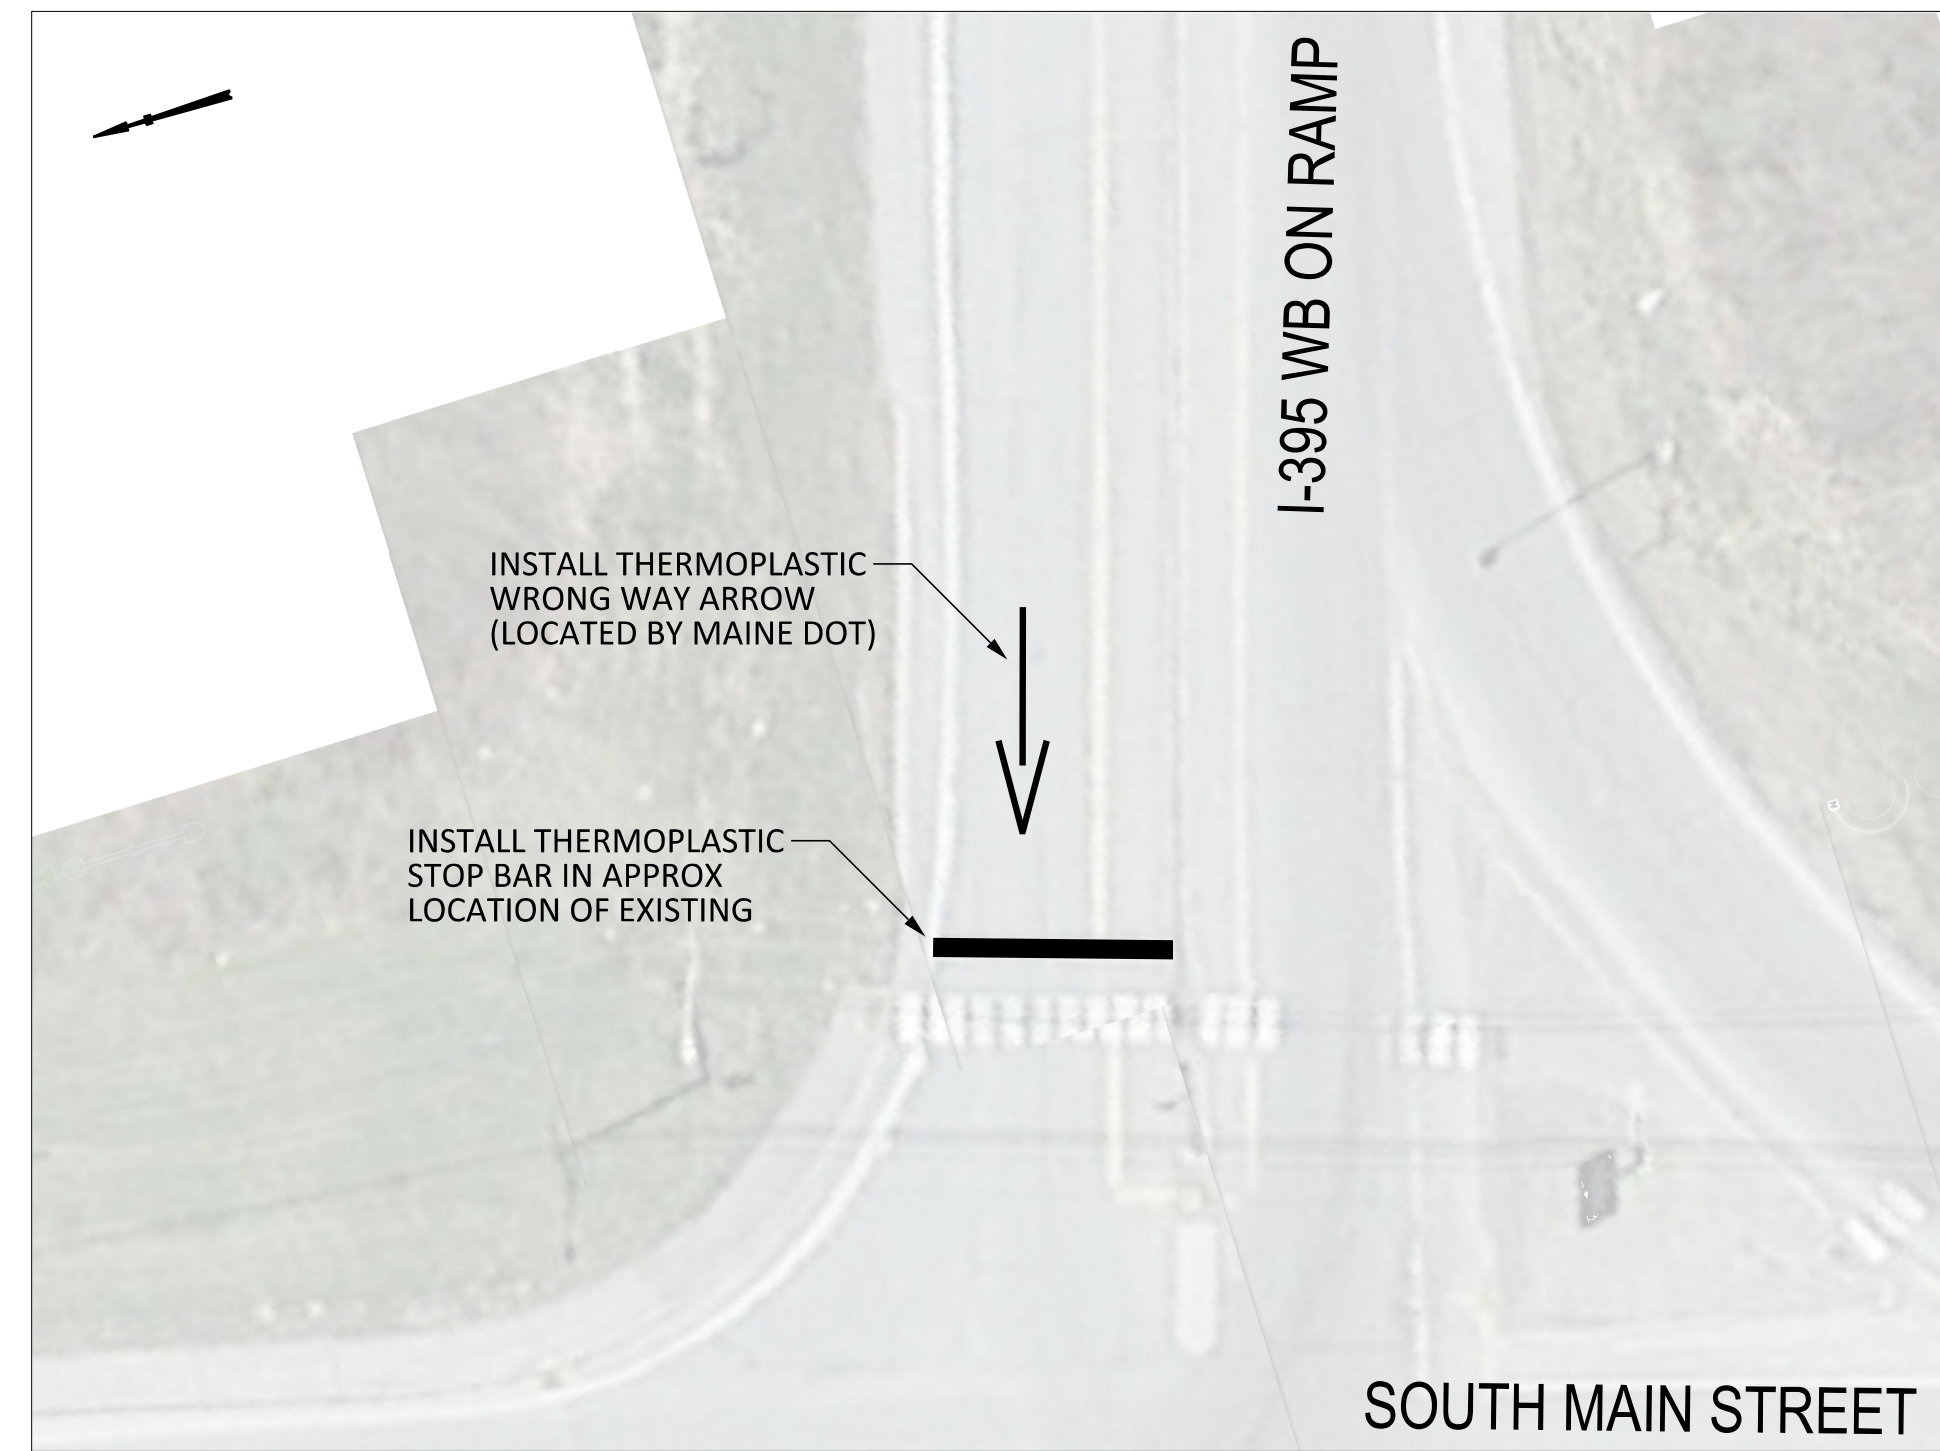 I-395 WB ON RAMP
INSTALL THERMOPLASTIC
WRONG WAY ARROW
(LOCATED BY MAINE DOT)
INSTALL THERMOPLASTIC
STOP BAR IN APPROX
LOCATION OF EXISTING
SOUTH MAIN STREET